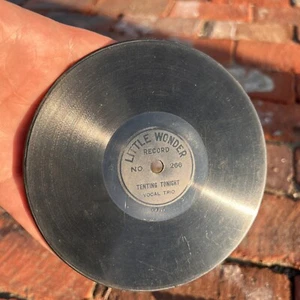 LITTLE WONDER
RECORD
NO. 266
TENTING TONIGHT
VOCAL TRIO